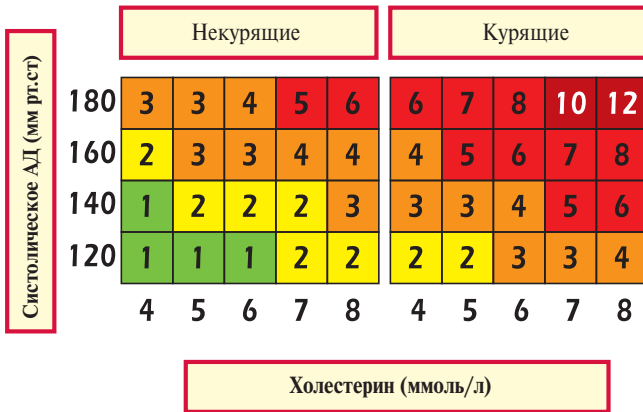 Некурящие Курящие
Систолическое АД (мм рт.ст)
180 3 3 4 5 6 6 7 8 10 12
160 2 3 3 4 4 4 5 6 7 8
140 1 2 2 2 3 3 3 4 5 6
120 1 1 1 2 2 2 2 3 3 4
4 5 6 7 8 4 5 6 7 8
Холестерин (ммоль/л)